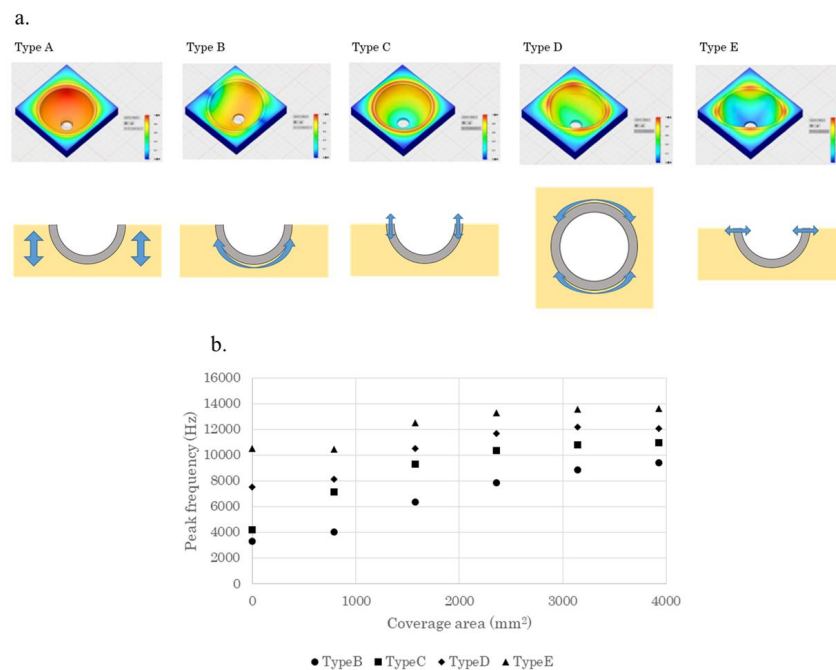 a.
Type A Type B Type C Type D Type E
b.
Peak frequency (Hz)
16000
14000
12000
10000
8000
6000
4000
2000
0
0 1000 2000 3000 4000
Coverage area (mm²)
TypeB TypeC TypeD TypeE